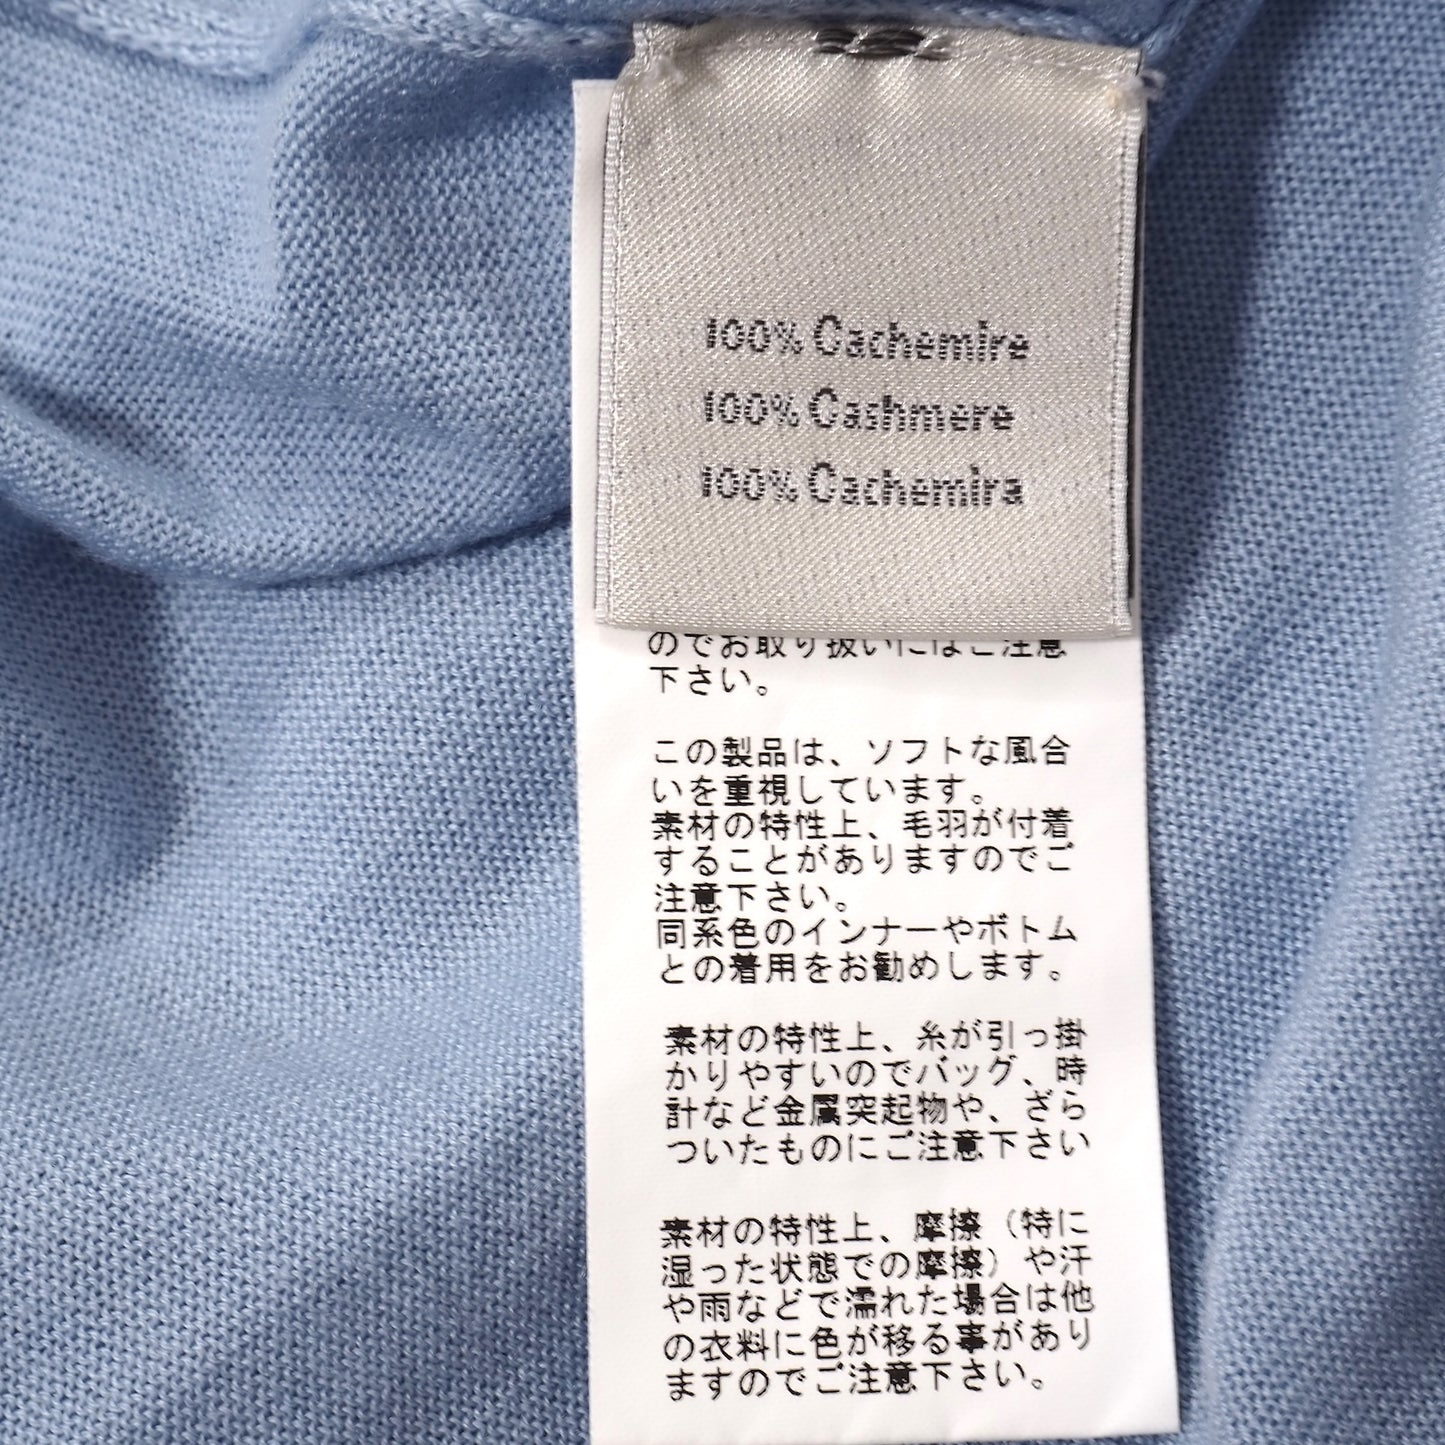 100% Cachemire
100% Cashmere
100% Cachemira
のでお取り扱いにはご注意
下さい。
この製品は、ソフトな風合
いを重視しています。
素材の特性上、毛羽が付着
することがありますのでご
注意下さい。
同系色のインナーやボトム
との着用をお勧めします。
素材の特性上、糸が引っ掛
かりやすいのでバッグ、時
計など金属突起物や、ざら
ついたものにご注意下さい
素材の特性上、摩擦（特に
湿った状態での摩擦）や汗
や雨などで濡れた場合は他
の衣料に色が移る事があり
ますのでご注意下さい。